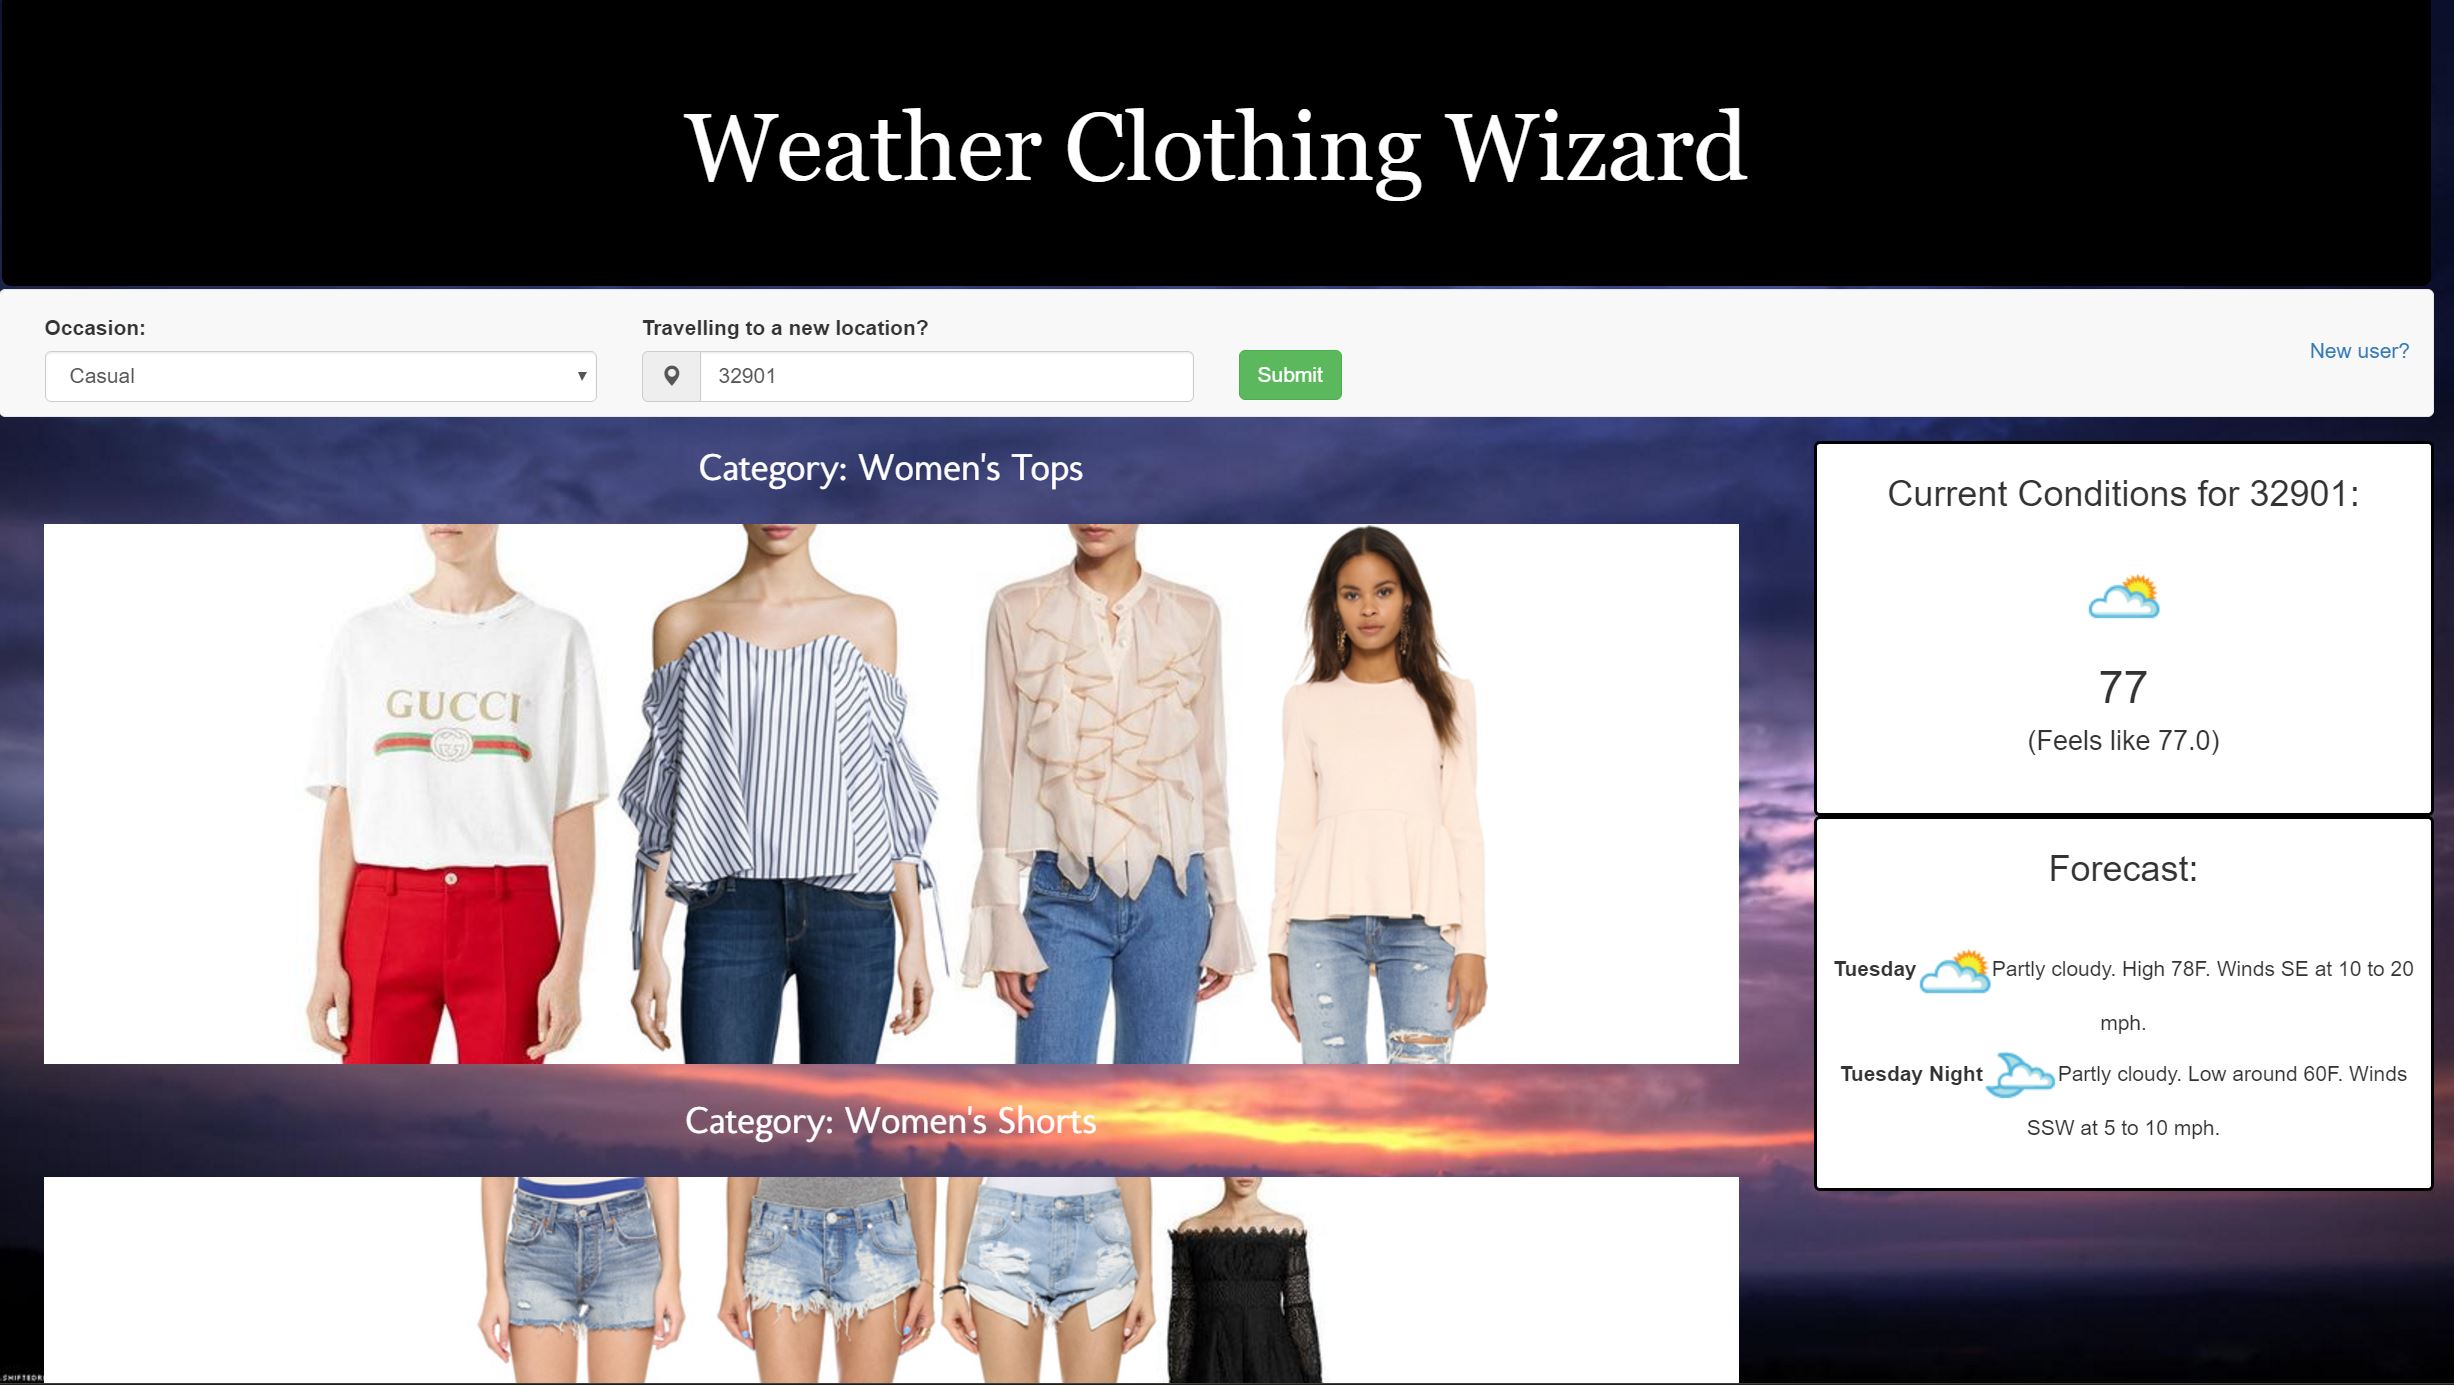 Weather Clothing Wizard
Occasion:
Casual
Travelling to a new location?
32901
Submit
New user?
Category: Women's Tops
GUCCI
Current Conditions for 32901:
77
(Feels like 77.0)
Forecast:
Tuesday Partly cloudy. High 78F. Winds SE at 10 to 20
mph.
Tuesday Night Partly cloudy. Low around 60F. Winds
SSW at 5 to 10 mph.
Category: Women's Shorts